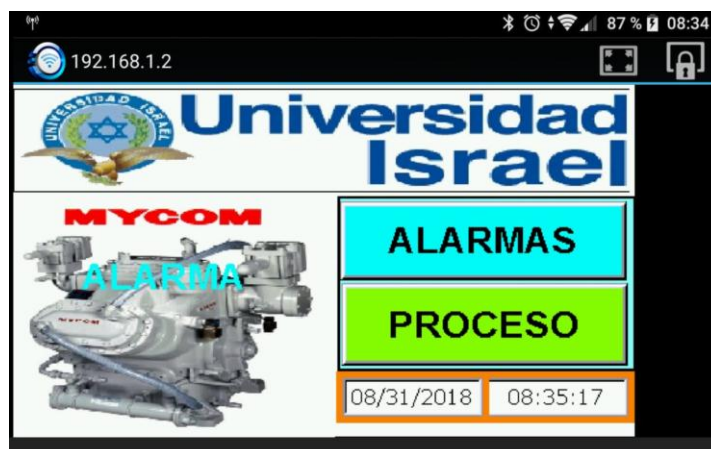 87 % 08:34
192.168.1.2
UNIVERSIDAD ISRAEL
Universidad
Israel
MYCOM
ALARMA
MYCOM
ALARMAS
PROCESO
08/31/2018 08:35:17